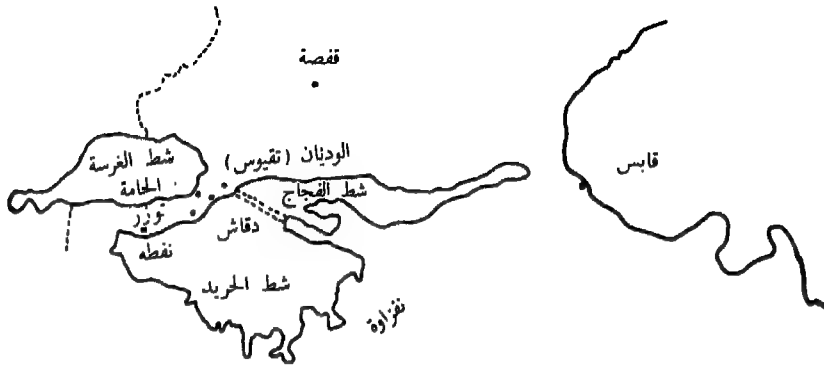 قفصة
الوديان (تقيوس)
شط الغرسة
قابس
الحامة
شط الفجاج
توزر
دقاش
نفطه
شط الجريد
نفزاوة